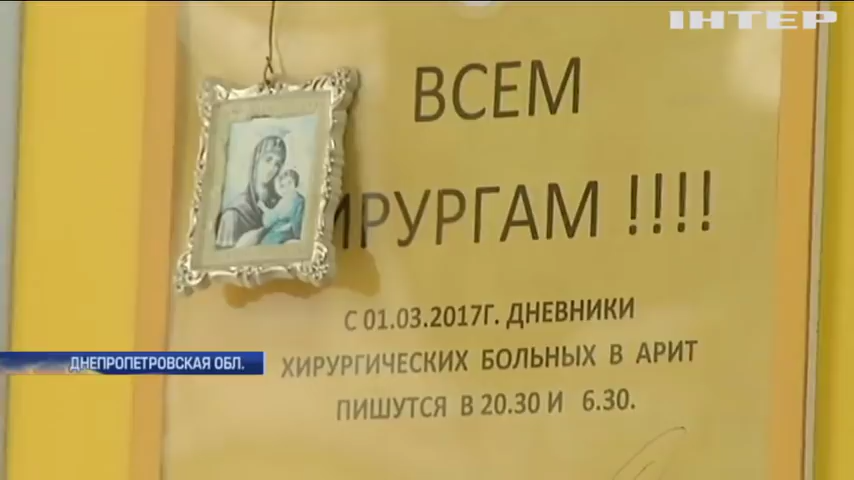 ІНТЕР
ВСЕМ
ИРУРГАМ !!!!
С 01.03.2017Г. ДНЕВНИКИ
ХИРУРГИЧЕСКИХ БОЛЬНЫХ В АРИТ
ПИШУТСЯ В 20.30 И 6.30.
ДНЕПРОПЕТРОВСКАЯ ОБЛ.